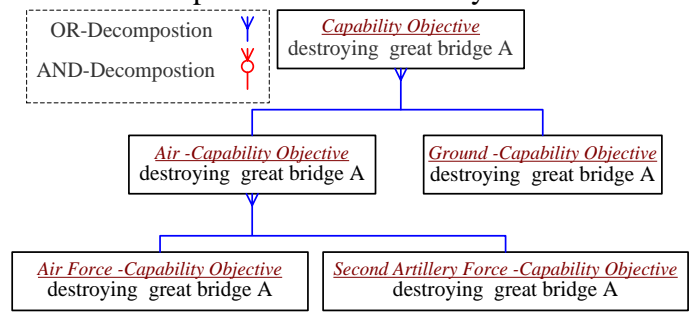 OR-Decompostion
AND-Decompostion
Capability Objective
destroying great bridge A
Air -Capability Objective
destroying great bridge A
Ground -Capability Objective
destroying great bridge A
Air Force -Capability Objective
destroying great bridge A
Second Artillery Force -Capability Objective
destroying great bridge A